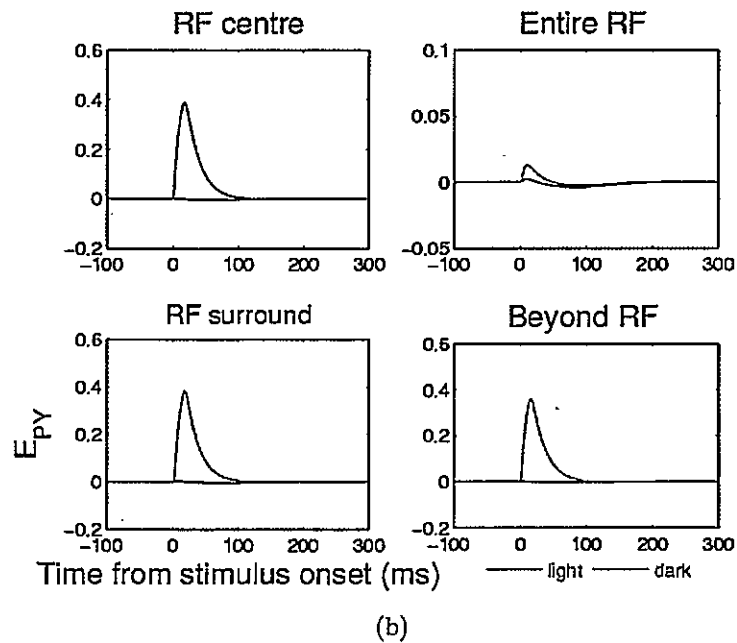 RF centre
Entire RF
0.6
0.4
0.2
0
−0.2
−100 0 100 200 300
0.1
0.05
0
−0.05
−100 0 100 200 300
RF surround
Beyond RF
0.6
0.4
0.2
0
−0.2
−100 0 100 200 300
0.6
0.4
0.2
0
−0.2
−100 0 100 200 300
E_PY
Time from stimulus onset (ms)
light dark
(b)